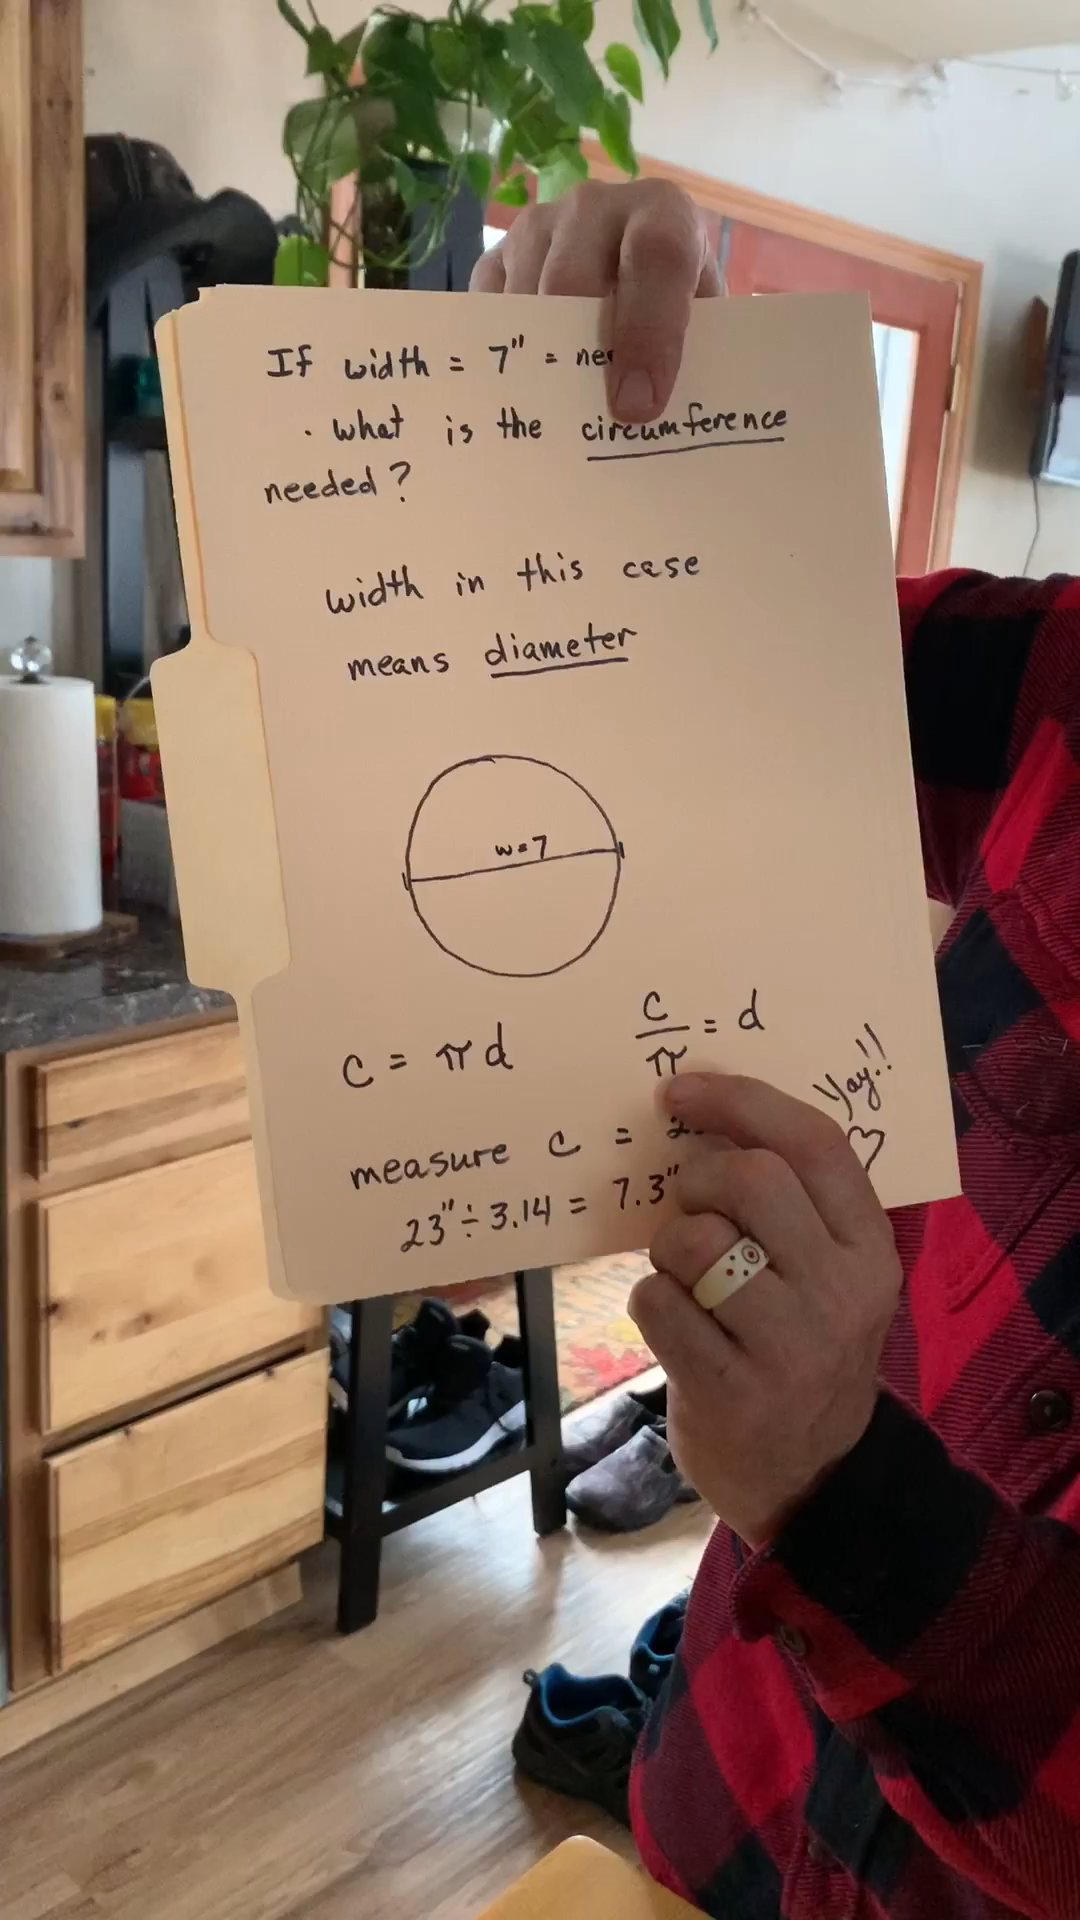 If width = 7" =
. what is the circumference
needed?
width in this case
means diameter
w=7
C = πd
C/π = d
Yay!!
measure C =
23" ÷ 3.14 = 7.3"